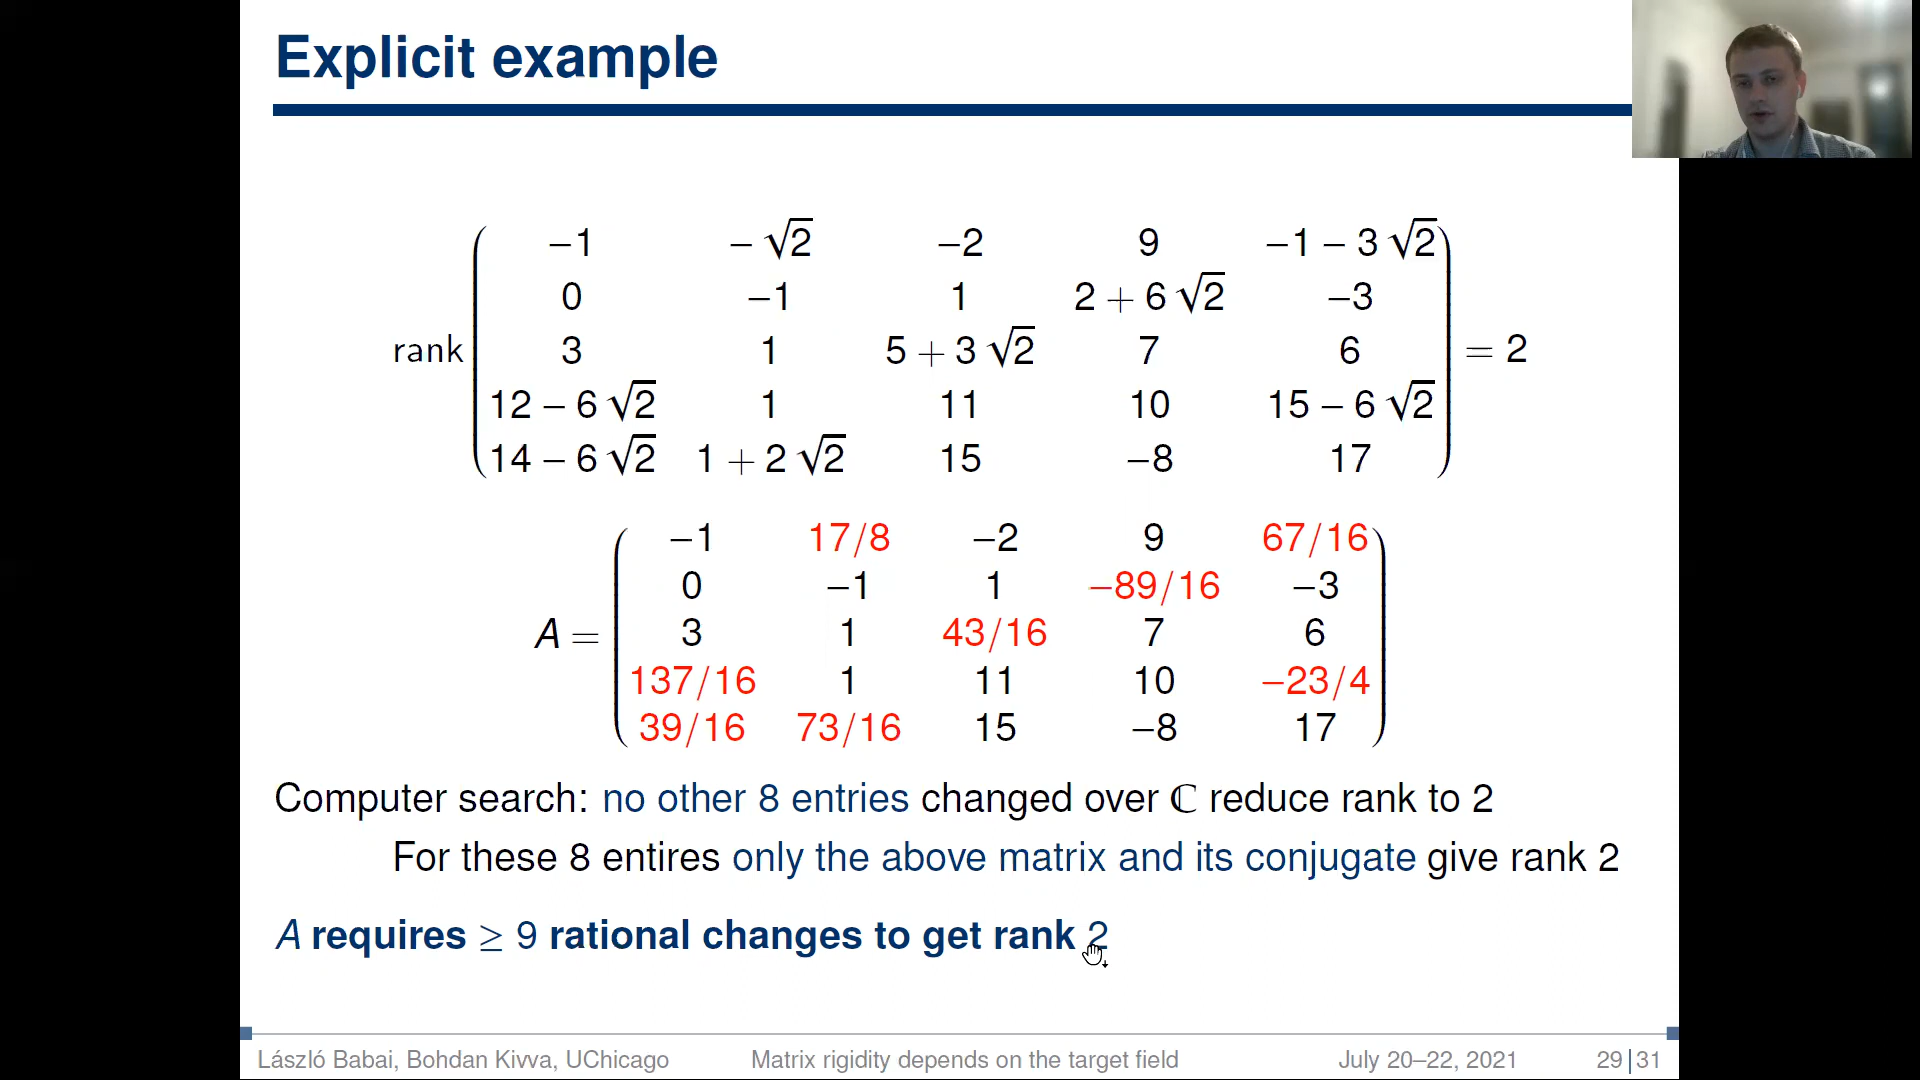 Explicit example
rank ( −1 −√2 −2 9 −1 − 3√2
0 −1 1 2 + 6√2 −3
3 1 5 + 3√2 7 6
12 − 6√2 1 11 10 15 − 6√2
14 − 6√2 1 + 2√2 15 −8 17 ) = 2
A = ( −1 17/8 −2 9 67/16
0 −1 1 −89/16 −3
3 1 43/16 7 6
137/16 1 11 10 −23/4
39/16 73/16 15 −8 17 )
Computer search: no other 8 entries changed over ℂ reduce rank to 2
For these 8 entires only the above matrix and its conjugate give rank 2
A requires ≥ 9 rational changes to get rank 2
László Babai, Bohdan Kivva, UChicago Matrix rigidity depends on the target field July 20–22, 2021 29|31